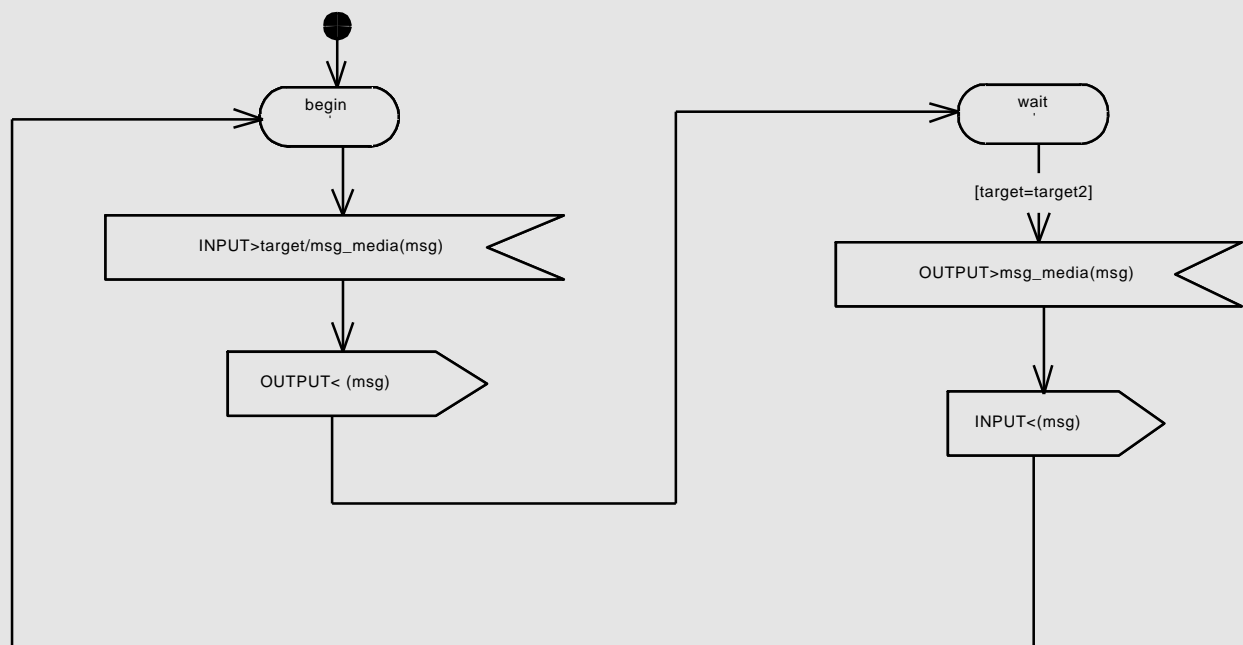 begin
INPUT>target/msg_media(msg)
OUTPUT< (msg)
wait
[target=target2]
OUTPUT>msg_media(msg)
INPUT<(msg)